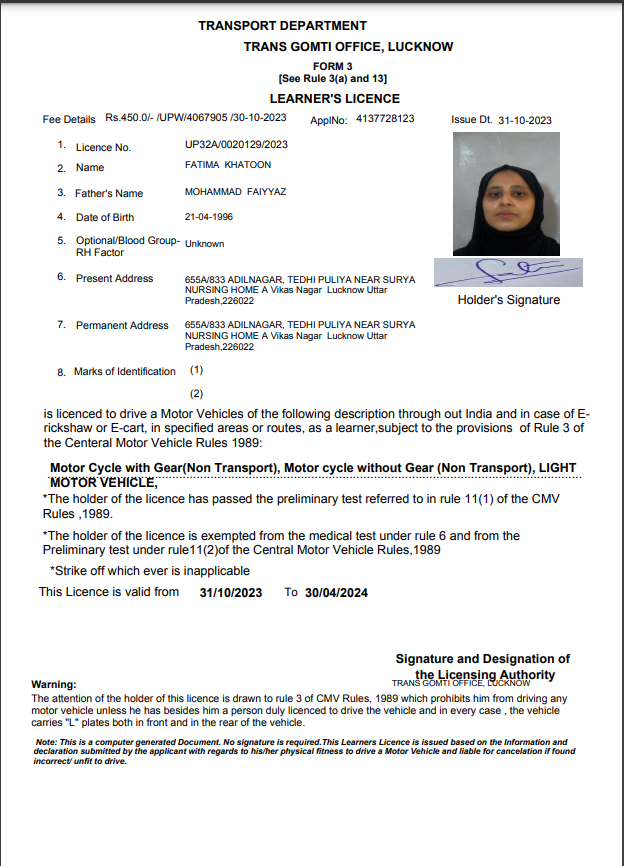 TRANSPORT DEPARTMENT
TRANS GOMTI OFFICE, LUCKNOW
FORM 3
[See Rule 3(a) and 13]
LEARNER'S LICENCE
Fee Details Rs.450.0/- /UPW/4067905 /30-10-2023 ApplNo: 4137728123 Issue Dt. 31-10-2023
1. Licence No. UP32A/0020129/2023
2. Name FATIMA KHATOON
3. Father's Name MOHAMMAD FAIYYAZ
4. Date of Birth 21-04-1996
5. Optional/Blood Group- Unknown
RH Factor
6. Present Address 655A/833 ADILNAGAR, TEDHI PULIYA NEAR SURYA
NURSING HOME A Vikas Nagar Lucknow Uttar
Pradesh,226022
Holder's Signature
7. Permanent Address 655A/833 ADILNAGAR, TEDHI PULIYA NEAR SURYA
NURSING HOME A Vikas Nagar Lucknow Uttar
Pradesh,226022
8. Marks of Identification (1)
(2)
is licenced to drive a Motor Vehicles of the following description through out India and in case of E-
rickshaw or E-cart, in specified areas or routes, as a learner,subject to the provisions of Rule 3 of
the Centeral Motor Vehicle Rules 1989:
Motor Cycle with Gear(Non Transport), Motor cycle without Gear (Non Transport), LIGHT
MOTOR VEHICLE,
*The holder of the licence has passed the preliminary test referred to in rule 11(1) of the CMV
Rules ,1989.
*The holder of the licence is exempted from the medical test under rule 6 and from the
Preliminary test under rule11(2)of the Central Motor Vehicle Rules,1989
*Strike off which ever is inapplicable
This Licence is valid from 31/10/2023 To 30/04/2024
Signature and Designation of
the Licensing Authority
TRANS GOMTI OFFICE, LUCKNOW
Warning:
The attention of the holder of this licence is drawn to rule 3 of CMV Rules, 1989 which prohibits him from driving any
motor vehicle unless he has besides him a person duly licenced to drive the vehicle and in every case , the vehicle
carries "L" plates both in front and in the rear of the vehicle.
Note: This is a computer generated Document. No signature is required.This Learners Licence is issued based on the Information and
declaration submitted by the applicant with regards to his/her physical fitness to drive a Motor Vehicle and liable for cancelation if found
incorrect/ unfit to drive.